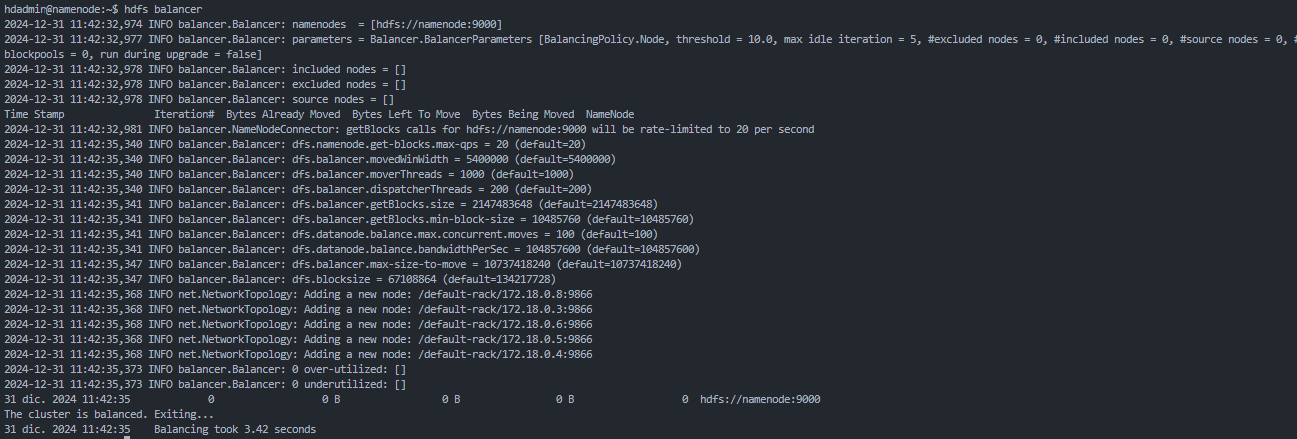 hdadmin@namenode:~$ hdfs balancer
2024-12-31 11:42:32,974 INFO balancer.Balancer: namenodes  = [hdfs://namenode:9000]
2024-12-31 11:42:32,977 INFO balancer.Balancer: parameters = Balancer.BalancerParameters [BalancingPolicy.Node, threshold = 10.0, max idle iteration = 5, #excluded nodes = 0, #included nodes = 0, #source nodes = 0, #
blockpools = 0, run during upgrade = false]
2024-12-31 11:42:32,978 INFO balancer.Balancer: included nodes = []
2024-12-31 11:42:32,978 INFO balancer.Balancer: excluded nodes = []
2024-12-31 11:42:32,978 INFO balancer.Balancer: source nodes = []
Time Stamp               Iteration#  Bytes Already Moved  Bytes Left To Move  Bytes Being Moved  NameNode
2024-12-31 11:42:32,981 INFO balancer.NameNodeConnector: getBlocks calls for hdfs://namenode:9000 will be rate-limited to 20 per second
2024-12-31 11:42:35,340 INFO balancer.Balancer: dfs.namenode.get-blocks.max-qps = 20 (default=20)
2024-12-31 11:42:35,340 INFO balancer.Balancer: dfs.balancer.movedWinWidth = 5400000 (default=5400000)
2024-12-31 11:42:35,340 INFO balancer.Balancer: dfs.balancer.moverThreads = 1000 (default=1000)
2024-12-31 11:42:35,340 INFO balancer.Balancer: dfs.balancer.dispatcherThreads = 200 (default=200)
2024-12-31 11:42:35,341 INFO balancer.Balancer: dfs.balancer.getBlocks.size = 2147483648 (default=2147483648)
2024-12-31 11:42:35,341 INFO balancer.Balancer: dfs.balancer.getBlocks.min-block-size = 10485760 (default=10485760)
2024-12-31 11:42:35,341 INFO balancer.Balancer: dfs.datanode.balance.max.concurrent.moves = 100 (default=100)
2024-12-31 11:42:35,341 INFO balancer.Balancer: dfs.datanode.balance.bandwidthPerSec = 104857600 (default=104857600)
2024-12-31 11:42:35,347 INFO balancer.Balancer: dfs.balancer.max-size-to-move = 10737418240 (default=10737418240)
2024-12-31 11:42:35,347 INFO balancer.Balancer: dfs.blocksize = 67108864 (default=134217728)
2024-12-31 11:42:35,368 INFO net.NetworkTopology: Adding a new node: /default-rack/172.18.0.8:9866
2024-12-31 11:42:35,368 INFO net.NetworkTopology: Adding a new node: /default-rack/172.18.0.3:9866
2024-12-31 11:42:35,368 INFO net.NetworkTopology: Adding a new node: /default-rack/172.18.0.6:9866
2024-12-31 11:42:35,368 INFO net.NetworkTopology: Adding a new node: /default-rack/172.18.0.5:9866
2024-12-31 11:42:35,368 INFO net.NetworkTopology: Adding a new node: /default-rack/172.18.0.4:9866
2024-12-31 11:42:35,373 INFO balancer.Balancer: 0 over-utilized: []
2024-12-31 11:42:35,373 INFO balancer.Balancer: 0 underutilized: []
31 dic. 2024 11:42:35             0                  0 B                 0 B                0 B                  0  hdfs://namenode:9000
The cluster is balanced. Exiting...
31 dic. 2024 11:42:35    Balancing took 3.42 seconds